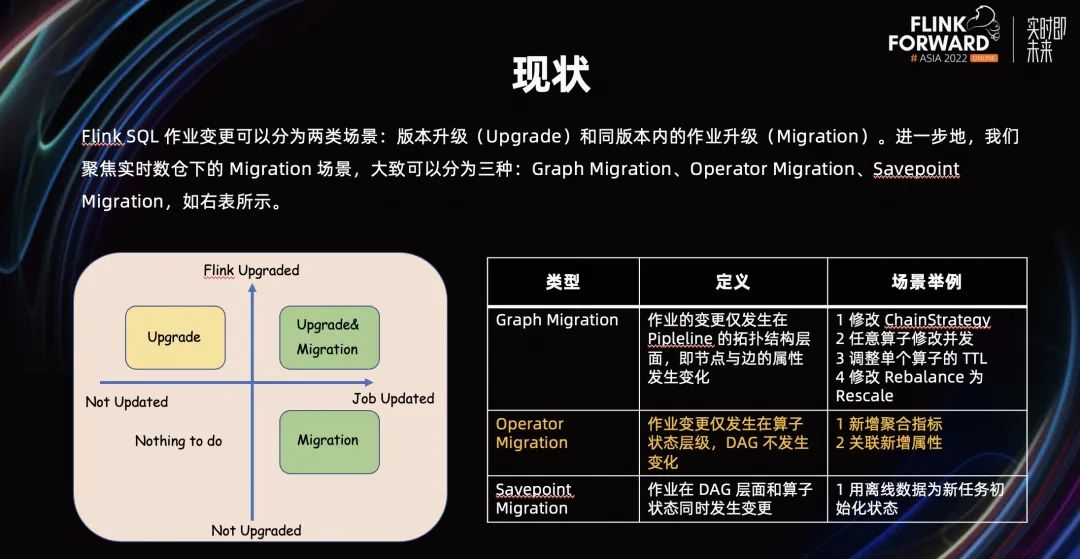 FLINK
FORWARD
# ASIA 2022 ONLINE
实时即
未来
现状
Flink SQL 作业变更可以分为两类场景：版本升级（Upgrade）和同版本内的作业升级（Migration）。进一步地，我们
聚焦实时数仓下的 Migration 场景，大致可以分为三种：Graph Migration、Operator Migration、Savepoint
Migration，如右表所示。
Flink Upgraded
Upgrade
Upgrade&
Migration
Not Updated
Job Updated
Nothing to do
Migration
Not Upgraded
类型
定义
场景举例
Graph Migration
作业的变更仅发生在
Pipleline 的拓扑结构层
面，即节点与边的属性
发生变化
1 修改 ChainStrategy
2 任意算子修改并发
3 调整单个算子的 TTL
4 修改 Rebalance 为
Rescale
Operator
Migration
作业变更仅发生在算子
状态层级，DAG 不发生
变化
1 新增聚合指标
2 关联新增属性
Savepoint
Migration
作业在 DAG 层面和算子
状态同时发生变更
1 用离线数据为新任务初
始化状态